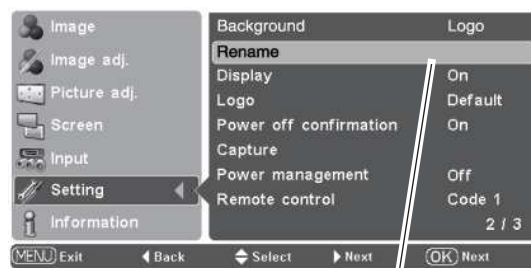 Image
Image adj.
Picture adj.
Screen
Input
Setting
Information
Background Logo
Rename
Display On
Logo Default
Power off confirmation On
Capture
Power management Off
Remote control Code 1
2 / 3
MENU Exit Back Select Next OK Next